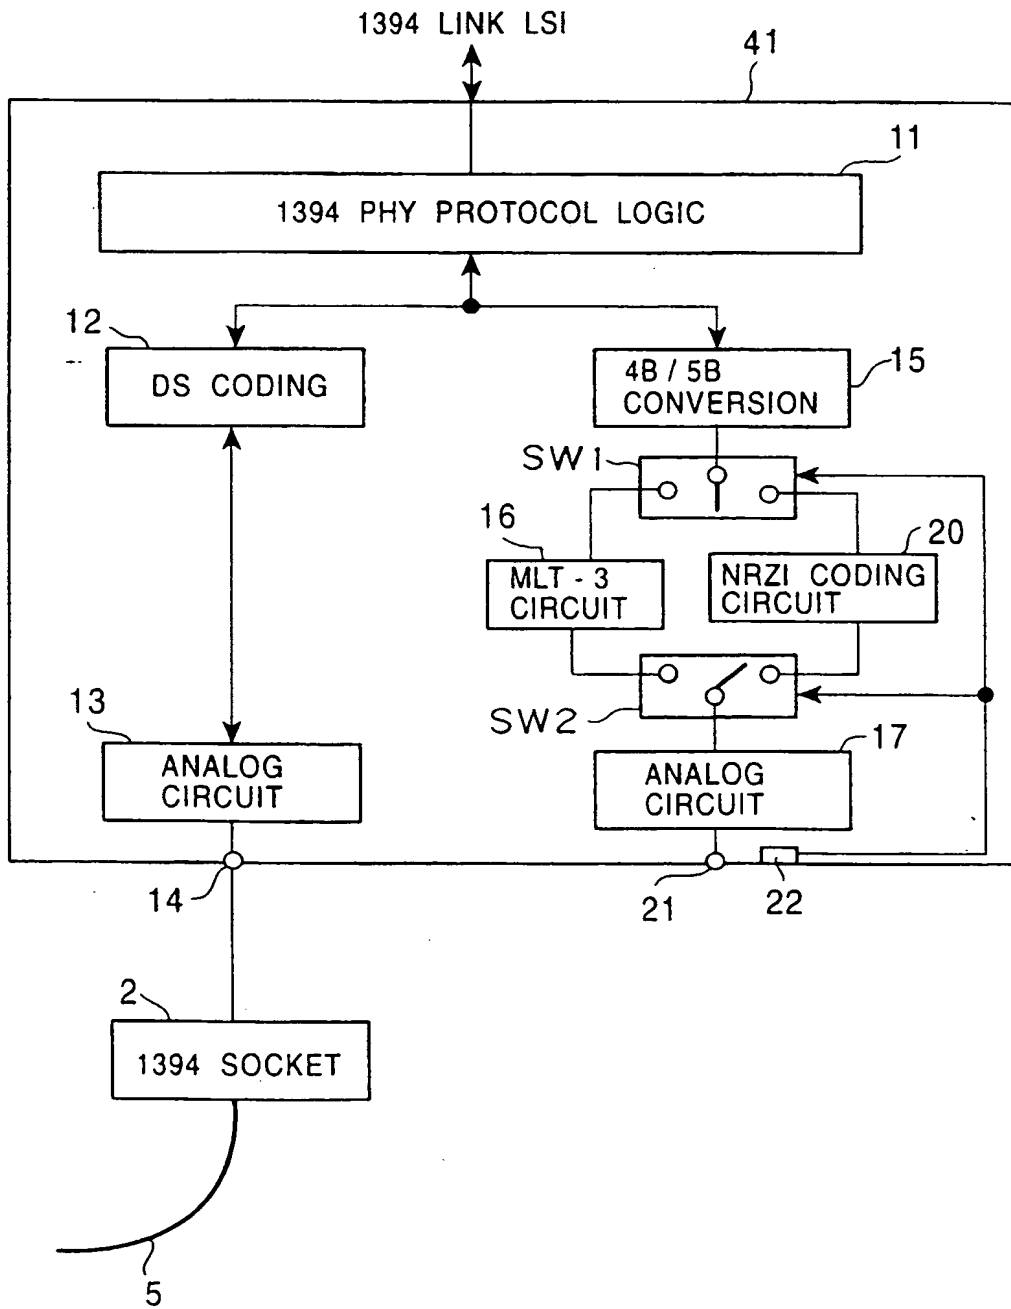 1394 LINK LSI
41
11
1394 PHY PROTOCOL LOGIC
12
DS CODING
4B / 5B
CONVERSION
15
SW1
16
20
MLT - 3
CIRCUIT
NRZI CODING
CIRCUIT
SW2
13
17
ANALOG
CIRCUIT
ANALOG
CIRCUIT
14
21
22
2
1394 SOCKET
5